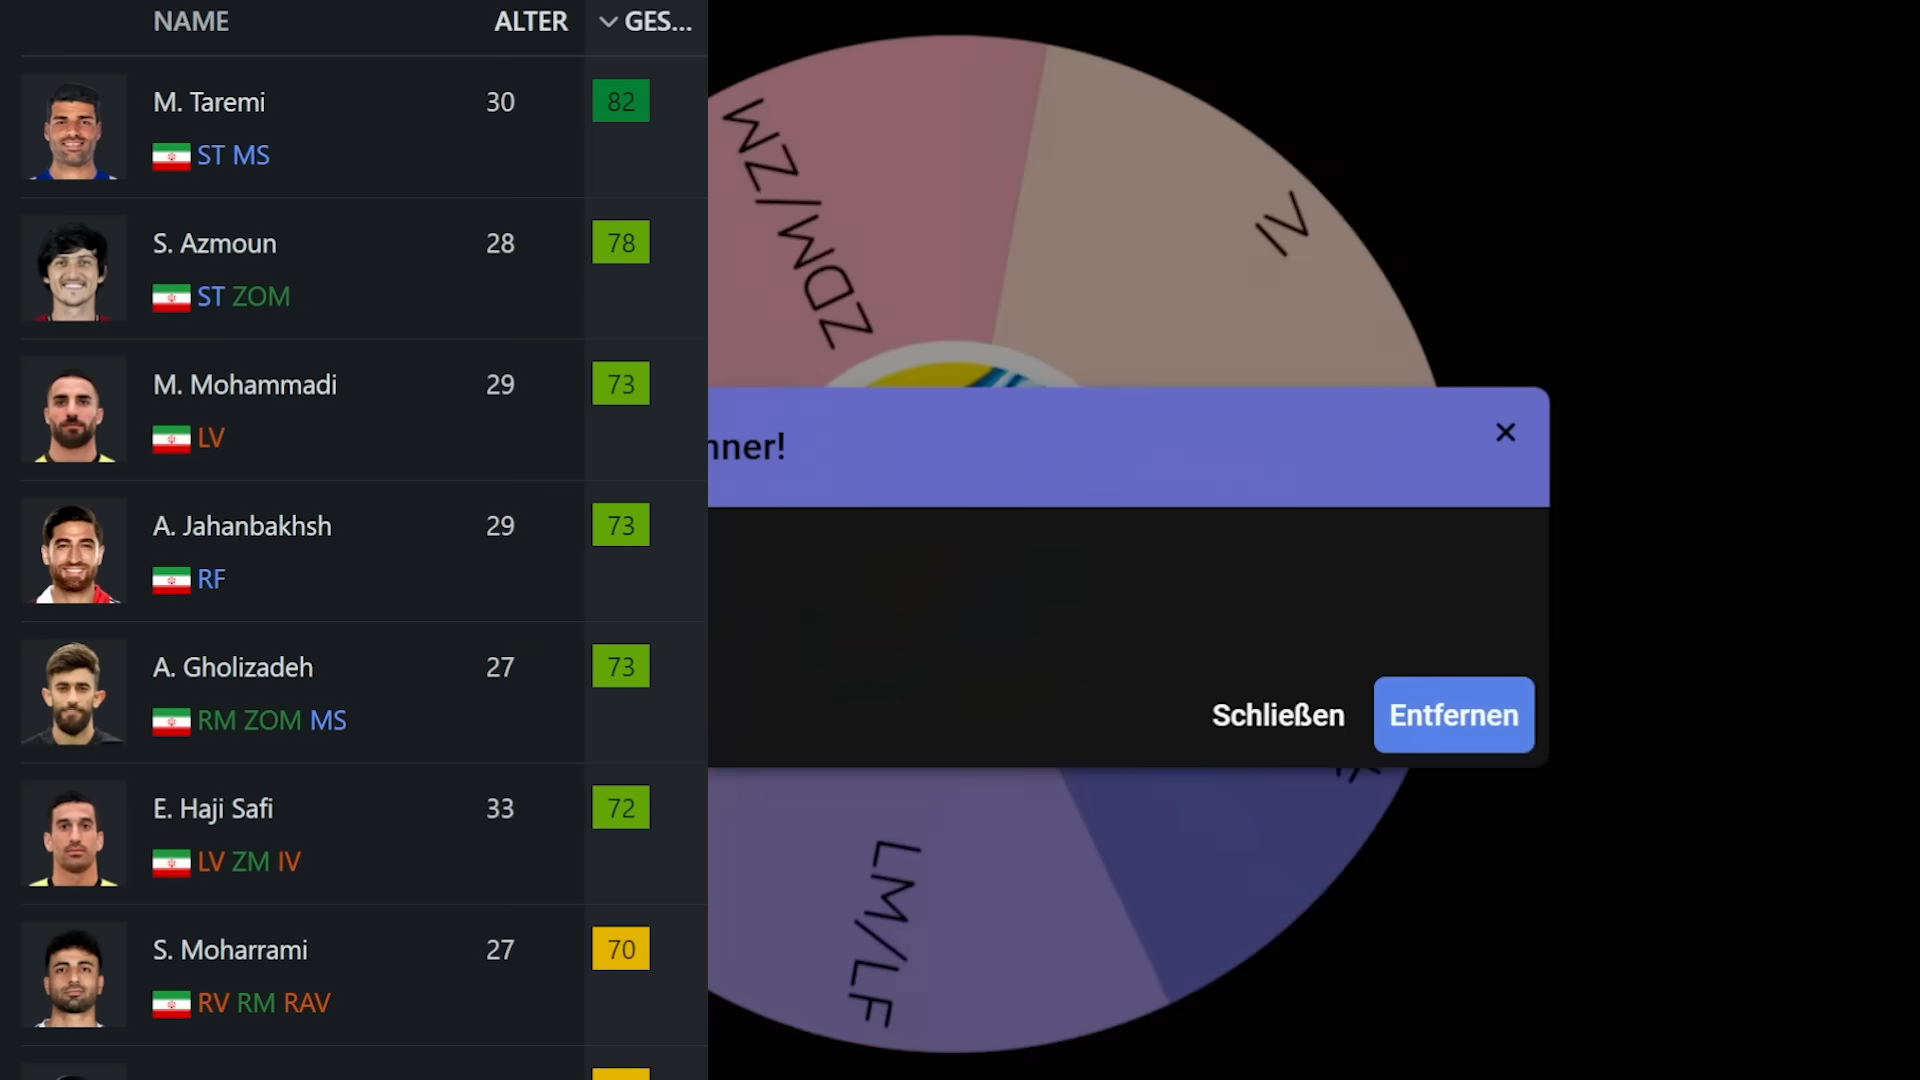 NAME ALTER GES...
M. Taremi 30 82
ST MS
S. Azmoun 28 78
ST ZOM
M. Mohammadi 29 73
LV
A. Jahanbakhsh 29 73
RF
A. Gholizadeh 27 73
RM ZOM MS
E. Haji Safi 33 72
LV ZM IV
S. Moharrami 27 70
RV RM RAV
ZDM/ZM
IV
nner!
×
Schließen Entfernen
LM/LF